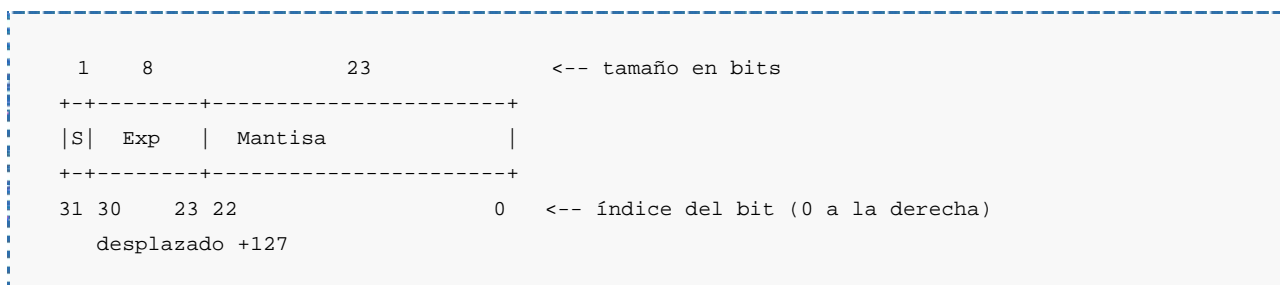 1    8               23               <-- tamaño en bits
+-+--------+-----------------------+
|S|  Exp   |  Mantisa              |
+-+--------+-----------------------+
31 30    23 22                    0   <-- índice del bit (0 a la derecha)
desplazado +127